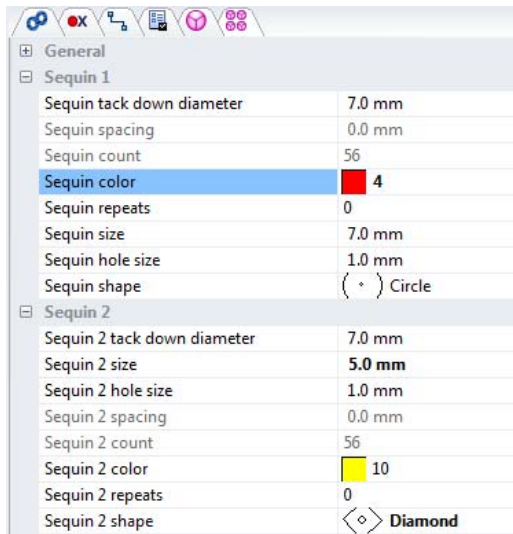 General
Sequin 1
Sequin tack down diameter 7.0 mm
Sequin spacing 0.0 mm
Sequin count 56
Sequin color 4
Sequin repeats 0
Sequin size 7.0 mm
Sequin hole size 1.0 mm
Sequin shape Circle
Sequin 2
Sequin 2 tack down diameter 7.0 mm
Sequin 2 size 5.0 mm
Sequin 2 hole size 1.0 mm
Sequin 2 spacing 0.0 mm
Sequin 2 count 56
Sequin 2 color 10
Sequin 2 repeats 0
Sequin 2 shape Diamond